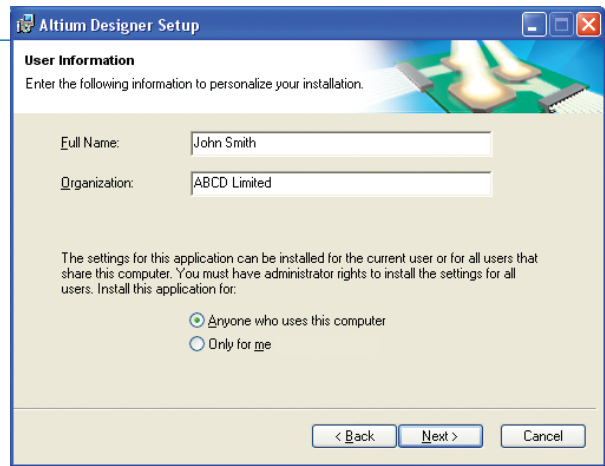 Altium Designer Setup
User Information
Enter the following information to personalize your installation.
Full Name:
John Smith
Organization:
ABCD Limited
The settings for this application can be installed for the current user or for all users that
share this computer. You must have administrator rights to install the settings for all
users. Install this application for:
Anyone who uses this computer
Only for me
< Back
Next >
Cancel